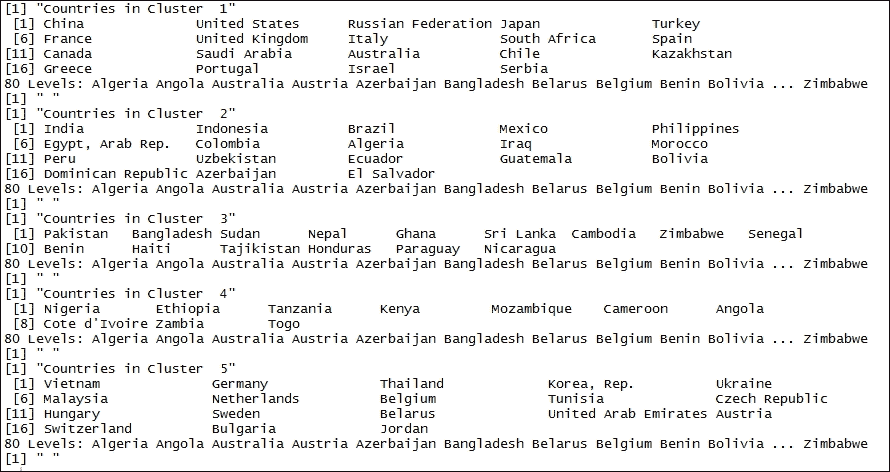 [1] "Countries in Cluster  1"
 [1] China              United States      Russian Federation Japan              Turkey
 [6] France             United Kingdom     Italy              South Africa       Spain
[11] Canada             Saudi Arabia       Australia          Chile              Kazakhstan
[16] Greece             Portugal           Israel             Serbia
80 Levels: Algeria Angola Australia Austria Azerbaijan Bangladesh Belarus Belgium Benin Bolivia ... Zimbabwe
[1] " "
[1] "Countries in Cluster  2"
 [1] India              Indonesia          Brazil             Mexico             Philippines
 [6] Egypt, Arab Rep.   Colombia           Algeria            Iraq               Morocco
[11] Peru               Uzbekistan         Ecuador            Guatemala          Bolivia
[16] Dominican Republic Azerbaijan         El Salvador
80 Levels: Algeria Angola Australia Austria Azerbaijan Bangladesh Belarus Belgium Benin Bolivia ... Zimbabwe
[1] " "
[1] "Countries in Cluster  3"
 [1] Pakistan   Bangladesh Sudan      Nepal      Ghana      Sri Lanka  Cambodia   Zimbabwe   Senegal
[10] Benin      Haiti      Tajikistan Honduras   Paraguay   Nicaragua
80 Levels: Algeria Angola Australia Austria Azerbaijan Bangladesh Belarus Belgium Benin Bolivia ... Zimbabwe
[1] " "
[1] "Countries in Cluster  4"
 [1] Nigeria       Ethiopia      Tanzania      Kenya         Mozambique    Cameroon      Angola
 [8] Cote d'Ivoire Zambia        Togo
80 Levels: Algeria Angola Australia Austria Azerbaijan Bangladesh Belarus Belgium Benin Bolivia ... Zimbabwe
[1] " "
[1] "Countries in Cluster  5"
 [1] Vietnam              Germany              Thailand             Korea, Rep.          Ukraine
 [6] Malaysia             Netherlands          Belgium              Tunisia              Czech Republic
[11] Hungary              Sweden               Belarus              United Arab Emirates Austria
[16] Switzerland          Bulgaria             Jordan
80 Levels: Algeria Angola Australia Austria Azerbaijan Bangladesh Belarus Belgium Benin Bolivia ... Zimbabwe
[1] " "